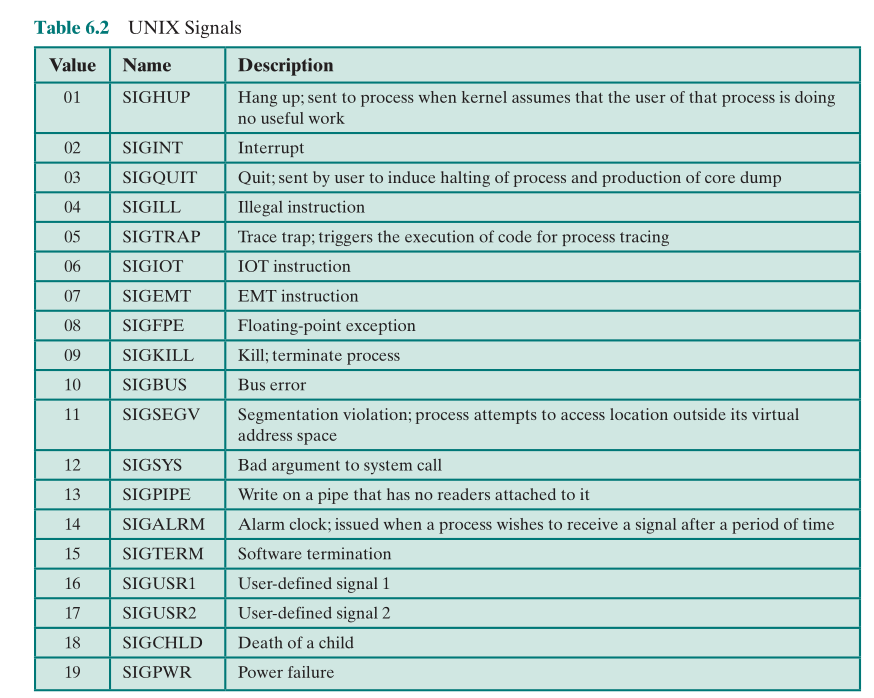 Table 6.2 UNIX Signals
Value Name Description
01 SIGHUP Hang up; sent to process when kernel assumes that the user of that process is doing
no useful work
02 SIGINT Interrupt
03 SIGQUIT Quit; sent by user to induce halting of process and production of core dump
04 SIGILL Illegal instruction
05 SIGTRAP Trace trap; triggers the execution of code for process tracing
06 SIGIOT IOT instruction
07 SIGEMT EMT instruction
08 SIGFPE Floating-point exception
09 SIGKILL Kill; terminate process
10 SIGBUS Bus error
11 SIGSEGV Segmentation violation; process attempts to access location outside its virtual
address space
12 SIGSYS Bad argument to system call
13 SIGPIPE Write on a pipe that has no readers attached to it
14 SIGALRM Alarm clock; issued when a process wishes to receive a signal after a period of time
15 SIGTERM Software termination
16 SIGUSR1 User-defined signal 1
17 SIGUSR2 User-defined signal 2
18 SIGCHLD Death of a child
19 SIGPWR Power failure